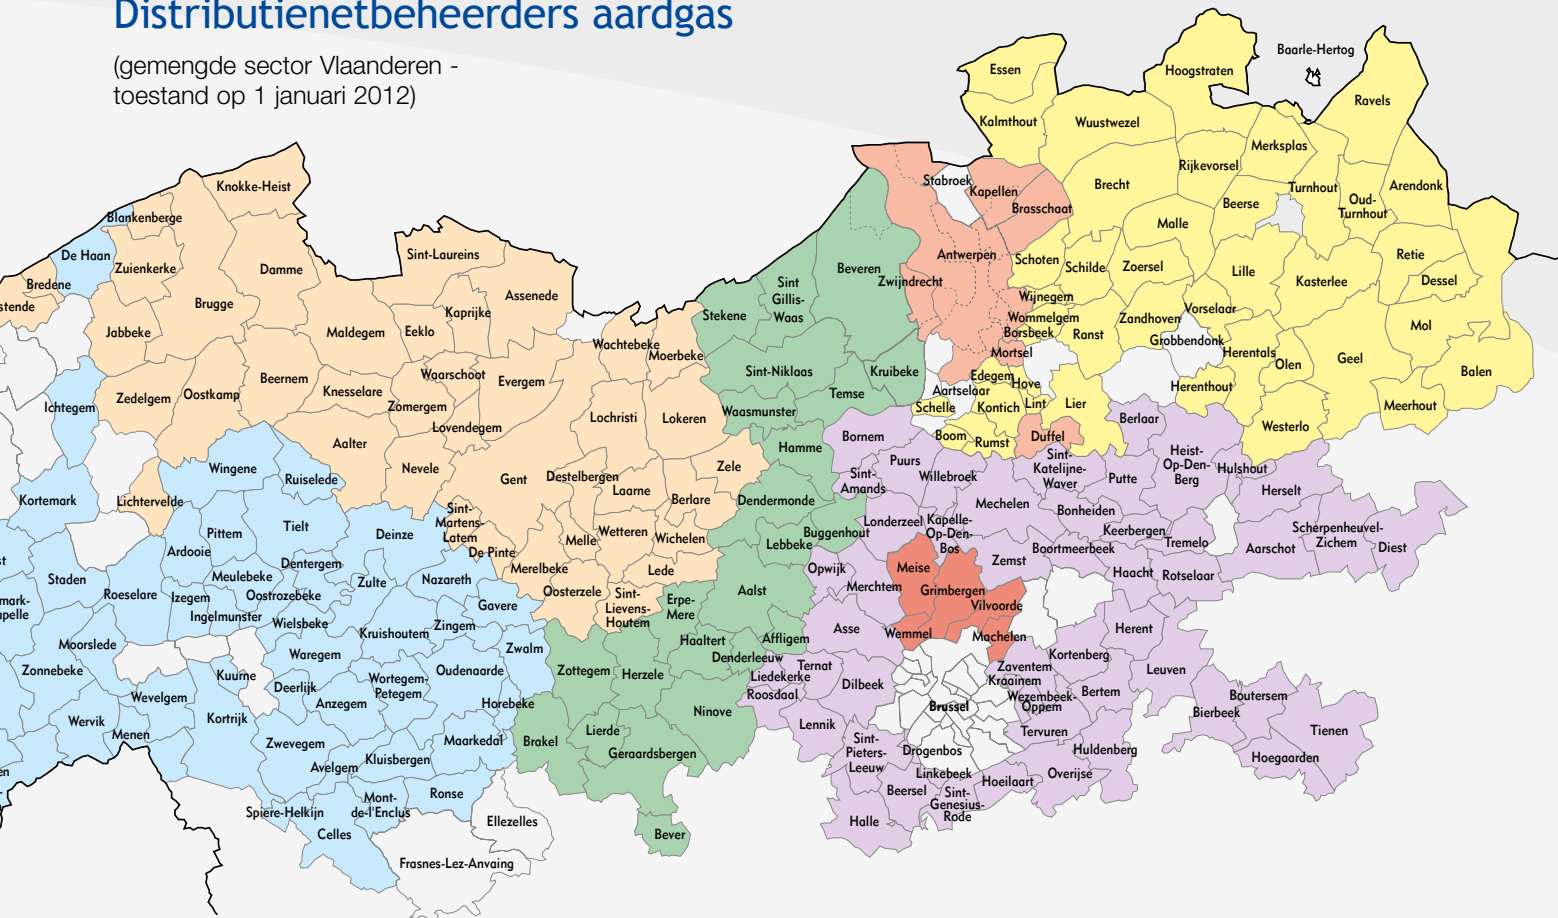 Distributienetbeheerders aardgas
(gemengde sector Vlaanderen -
toestand op 1 januari 2012)
Baarle-Hertog
Essen
Hoogstraten
Ravels
Kalmthout
Wuustwezel
Merksplas
Rijkevorsel
Stabroek
Kapellen
Brecht
Turnhout
Arendonk
Knokke-Heist
Brasschaat
Beerse
Oud-
Turnhout
Blankenberge
Malle
De Haan
Sint-Laureins
Antwerpen
Schoten
Schilde
Zoersel
Retie
Zuienkerke
Damme
Beveren
Lille
Kasterlee
Dessel
Bredene
Sint
Gillis-
Waas
Zwijndrecht
Assenede
Wijnegem
stende
Brugge
Kaprijke
Stekene
Wommelgem
Vorselaar
Zandhoven
Jabbeke
Maldegem
Eeklo
Borsbeek
Ranst
Mol
Wachtebeke
Moerbeke
Grobbendonk
Mortsel
Herentals
Olen
Geel
Beernem
Waarschoot
Evergem
Sint-Niklaas
Kruibeke
Edegem
Hove
Balen
Zedelgem
Oostkamp
Knesselare
Temse
Aartselaar
Herenthout
Ichtegem
Zomergem
Waasmunster
Schelle
Kontich
Lint
Lier
Meerhout
Lochristi
Lokeren
Berlaar
Lovendegem
Westerlo
Aalter
Hamme
Bornem
Boom
Rumst
Duffel
Wingene
Nevele
Zele
Puurs
Sint-
Katelijne-
Waver
Heist-
Op-Den-
Berg
Hulshout
Ruiselede
Gent
Destelbergen
Laarne
Sint-
Amands
Willebroek
Putte
Herselt
Kortemark
Lichtervelde
Berlare
Dendermonde
Mechelen
Bonheiden
Sint-
Martens-
Latem
Londerzeel
Kapelle-
Op-Den-
Bos
Pittem
Tielt
Deinze
Melle
Wetteren
Wichelen
Buggenhout
Keerbergen
Scherpenheuvel-
Zichem
Lebbeke
Tremelo
Aarschot
Diest
Ardooie
De Pinte
Boortmeerbeek
st
Dentergem
Merelbeke
Lede
Opwijk
Meise
Zemst
Haacht
Rotselaar
Staden
Meulebeke
Zulte
Nazareth
Merchtem
Roeselare
Izegem
Oostrozebeke
Oosterzele
Sint-
Lievens-
Houtem
Erpe-
Mere
Aalst
Grimbergen
mark-
apelle
Gavere
Vilvoorde
Ingelmunster
Wielsbeke
Zingem
Asse
Wemmel
Machelen
Herent
Moorslede
Kruishoutem
Haaltert
Affligem
Zwalm
Denderleeuw
Kortenberg
Waregem
Zonnebeke
Kuurne
Oudenaarde
Zottegem
Herzele
Liedekerke
Ternat
Zaventem
Kraainem
Leuven
Wortegem-
Petegem
Deerlijk
Roosdaal
Dilbeek
Wezembeek-
Oppem
Bertem
Boutersem
Wevelgem
Anzegem
Horebeke
Brussel
Bierbeek
Wervik
Kortrijk
Ninove
Lennik
Menen
Lierde
Tervuren
Tienen
Zwevegem
Maarkedal
Brakel
Geraardsbergen
Sint-
Pieters-
Leeuw
Drogenbos
Huldenberg
Kluisbergen
Hoegaarden
Avelgem
en
Linkebeek
Overijse
Hoeilaart
Ronse
Beersel
Sint-
Genesius-
Rode
Mont-
de-l'Enclus
Spiere-Helkijn
Ellezelles
Halle
Celles
Bever
Frasnes-Lez-Anvaing